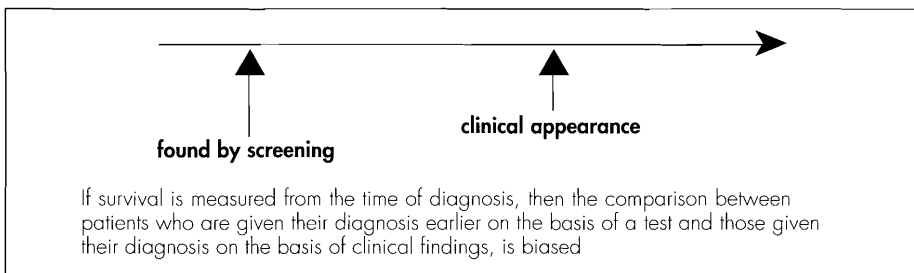 clinical appearance
found by screening
If survival is measured from the time of diagnosis, then the comparison between
patients who are given their diagnosis earlier on the basis of a test and those given
their diagnosis on the basis of clinical findings, is biased